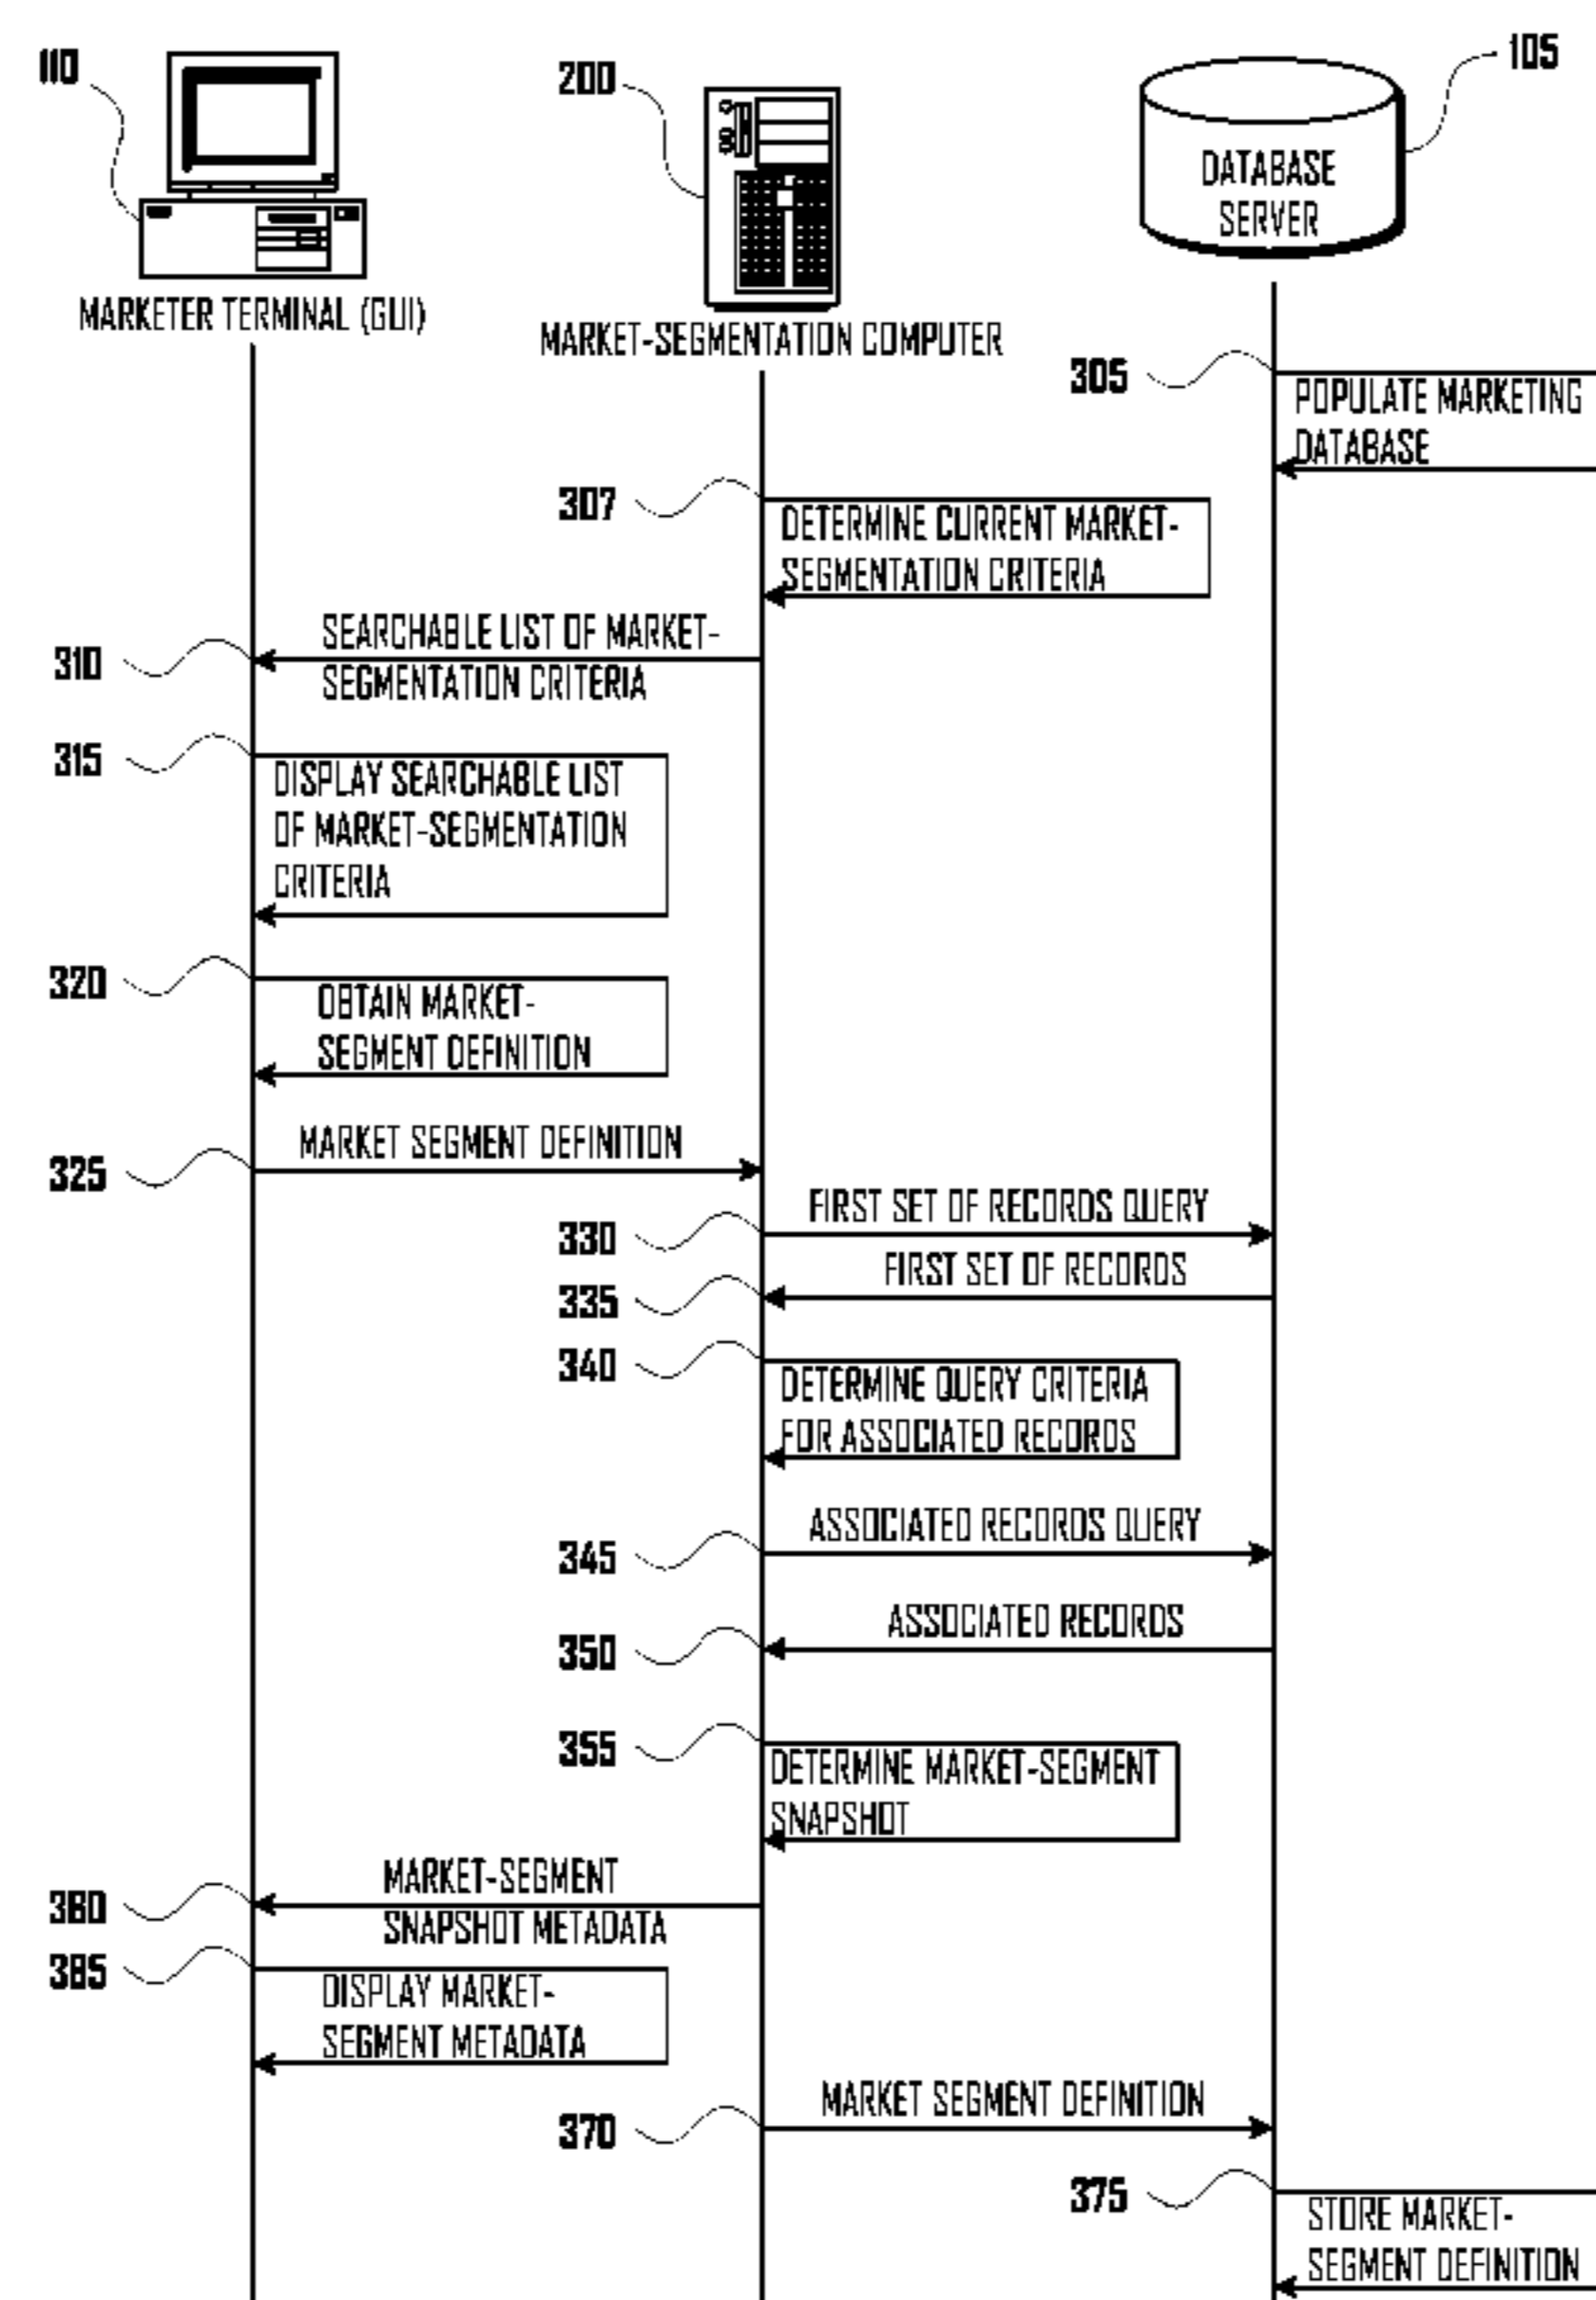 110
200
105
DATABASE
SERVER
MARKETER TERMINAL (GUI)
MARKET-SEGMENTATION COMPUTER
305
POPULATE MARKETING
DATABASE
307
DETERMINE CURRENT MARKET-
SEGMENTATION CRITERIA
310
SEARCHABLE LIST OF MARKET-
SEGMENTATION CRITERIA
315
DISPLAY SEARCHABLE LIST
OF MARKET-SEGMENTATION
CRITERIA
320
OBTAIN MARKET-
SEGMENT DEFINITION
325
MARKET SEGMENT DEFINITION
330
FIRST SET OF RECORDS QUERY
335
FIRST SET OF RECORDS
340
DETERMINE QUERY CRITERIA
FOR ASSOCIATED RECORDS
345
ASSOCIATED RECORDS QUERY
350
ASSOCIATED RECORDS
355
DETERMINE MARKET-SEGMENT
SNAPSHOT
360
MARKET-SEGMENT
SNAPSHOT METADATA
365
DISPLAY MARKET-
SEGMENT METADATA
370
MARKET SEGMENT DEFINITION
375
STORE MARKET-
SEGMENT DEFINITION